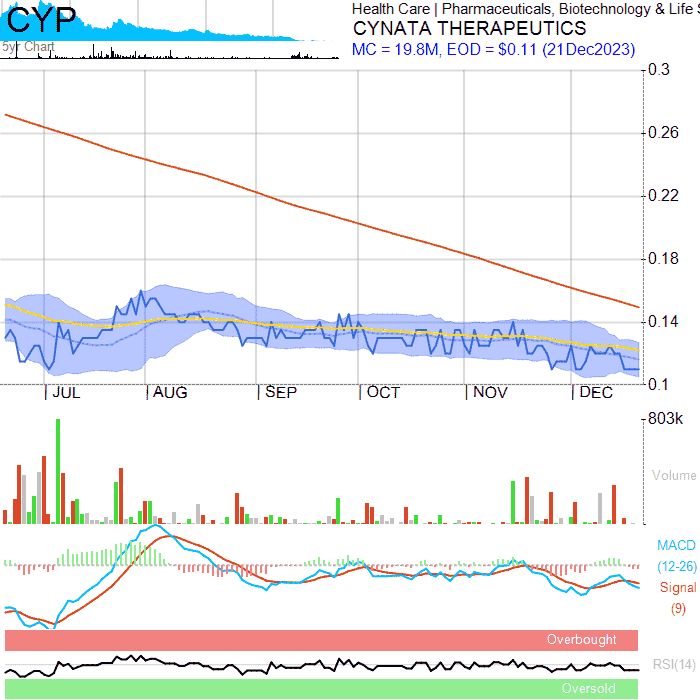 CYP
5yr Chart
Health Care | Pharmaceuticals, Biotechnology & Life S
CYNATA THERAPEUTICS
MC = 19.8M, EOD = $0.11 (21Dec2023)
0.3
0.26
0.22
0.18
0.14
0.1
JUL AUG SEP OCT NOV DEC
803k
Volume
MACD
(12-26)
Signal
(9)
Overbought
RSI(14)
Oversold